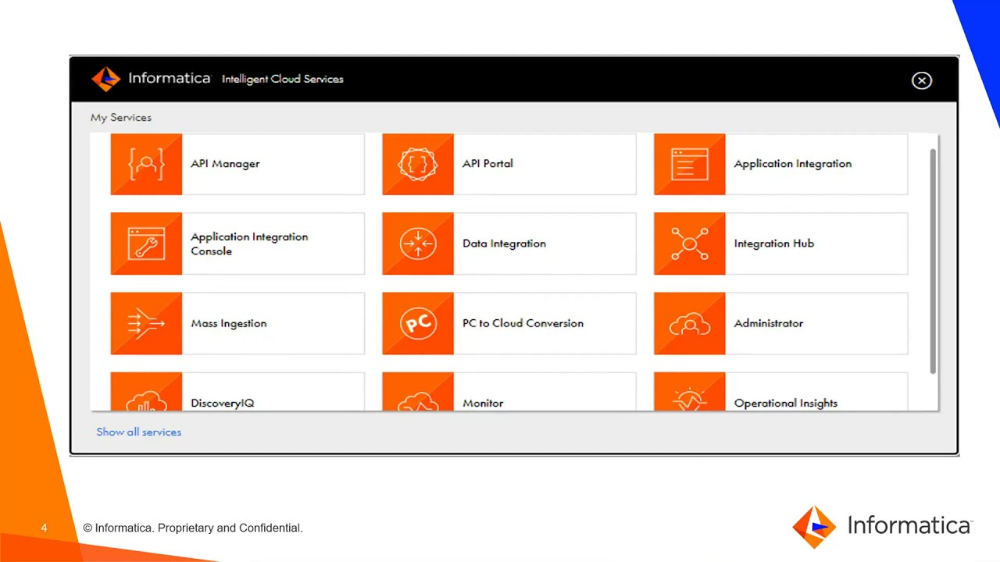 Informatica Intelligent Cloud Services
My Services
API Manager
API Portal
Application Integration
Application Integration
Console
Data Integration
Integration Hub
Mass Ingestion
PC
PC to Cloud Conversion
Administrator
DiscoveryIQ
Monitor
Operational Insights
Show all services
4
© Informatica. Proprietary and Confidential.
Informatica™